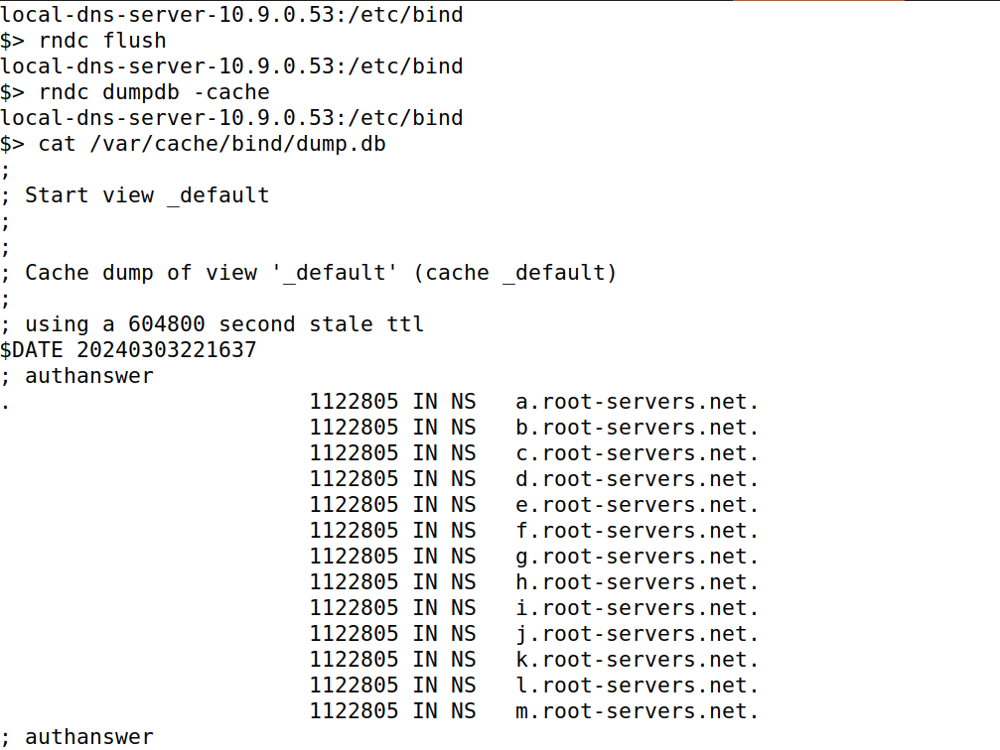 local-dns-server-10.9.0.53:/etc/bind
$> rndc flush
local-dns-server-10.9.0.53:/etc/bind
$> rndc dumpdb -cache
local-dns-server-10.9.0.53:/etc/bind
$> cat /var/cache/bind/dump.db
;
; Start view _default
;
;
; Cache dump of view '_default' (cache _default)
;
; using a 604800 second stale ttl
$DATE 20240303221637
; authanswer
.                       1122805 IN NS   a.root-servers.net.
                        1122805 IN NS   b.root-servers.net.
                        1122805 IN NS   c.root-servers.net.
                        1122805 IN NS   d.root-servers.net.
                        1122805 IN NS   e.root-servers.net.
                        1122805 IN NS   f.root-servers.net.
                        1122805 IN NS   g.root-servers.net.
                        1122805 IN NS   h.root-servers.net.
                        1122805 IN NS   i.root-servers.net.
                        1122805 IN NS   j.root-servers.net.
                        1122805 IN NS   k.root-servers.net.
                        1122805 IN NS   l.root-servers.net.
                        1122805 IN NS   m.root-servers.net.
; authanswer